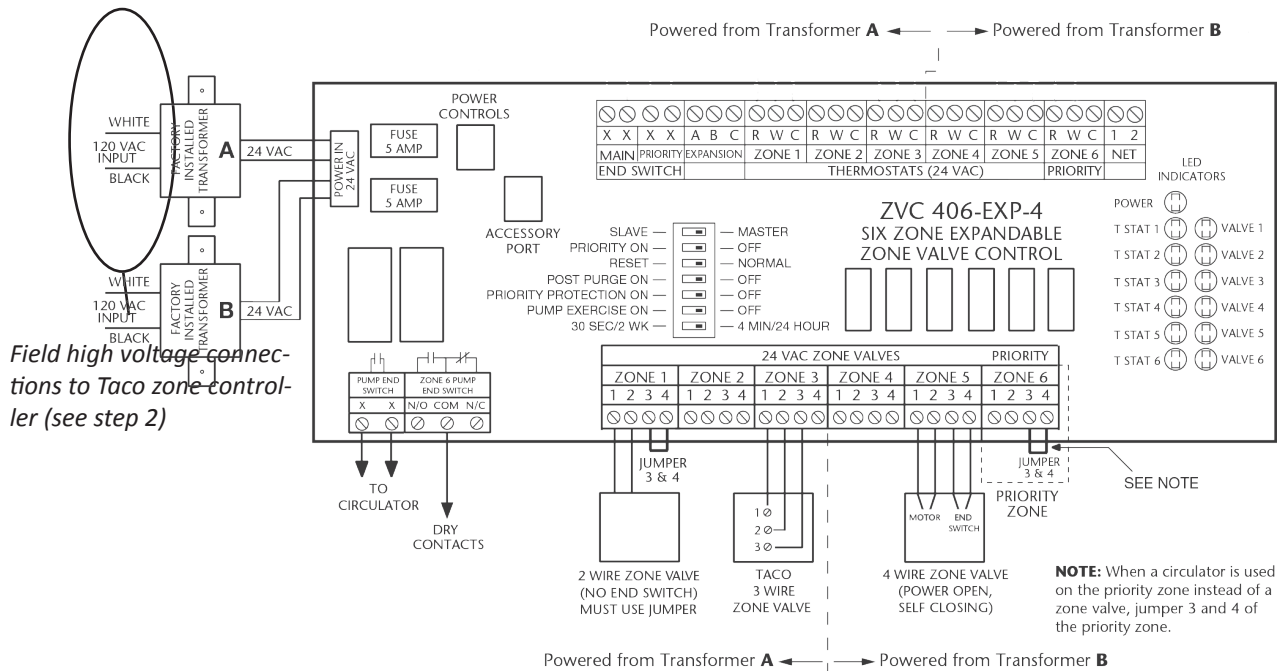 Powered from Transformer A
Powered from Transformer B
WHITE
120 VAC
INPUT
BLACK
FACTORY
INSTALLED
TRANSFORMER
A
24 VAC
WHITE
120 VAC
INPUT
BLACK
FACTORY
INSTALLED
TRANSFORMER
B
24 VAC
Field high voltage connec-
tions to Taco zone control-
ler (see step 2)
POWER IN
24 VAC
FUSE
5 AMP
FUSE
5 AMP
POWER
CONTROLS
ACCESSORY
PORT
X X X X A B C R W C R W C R W C R W C R W C R W C 1 2
MAIN PRIORITY EXPANSION ZONE 1 ZONE 2 ZONE 3 ZONE 4 ZONE 5 ZONE 6 NET
END SWITCH THERMOSTATS (24 VAC) PRIORITY
SLAVE MASTER
PRIORITY ON OFF
RESET NORMAL
POST PURGE ON OFF
PRIORITY PROTECTION ON OFF
PUMP EXERCISE ON OFF
30 SEC/2 WK 4 MIN/24 HOUR
ZVC 406-EXP-4
SIX ZONE EXPANDABLE
ZONE VALVE CONTROL
LED
INDICATORS
POWER
T STAT 1 VALVE 1
T STAT 2 VALVE 2
T STAT 3 VALVE 3
T STAT 4 VALVE 4
T STAT 5 VALVE 5
T STAT 6 VALVE 6
PUMP END
SWITCH
X X
ZONE 6 PUMP
END SWITCH
N/O COM N/C
TO
CIRCULATOR
DRY
CONTACTS
24 VAC ZONE VALVES PRIORITY
ZONE 1 ZONE 2 ZONE 3 ZONE 4 ZONE 5 ZONE 6
1 2 3 4 1 2 3 4 1 2 3 4 1 2 3 4 1 2 3 4 1 2 3 4
JUMPER
3 & 4
2 WIRE ZONE VALVE
(NO END SWITCH)
MUST USE JUMPER
1
2
3
TACO
3 WIRE
ZONE VALVE
MOTOR END
SWITCH
4 WIRE ZONE VALVE
(POWER OPEN,
SELF CLOSING)
JUMPER
3 & 4
PRIORITY
ZONE
SEE NOTE
NOTE: When a circulator is used
on the priority zone instead of a
zone valve, jumper 3 and 4 of
the priority zone.
Powered from Transformer A
Powered from Transformer B